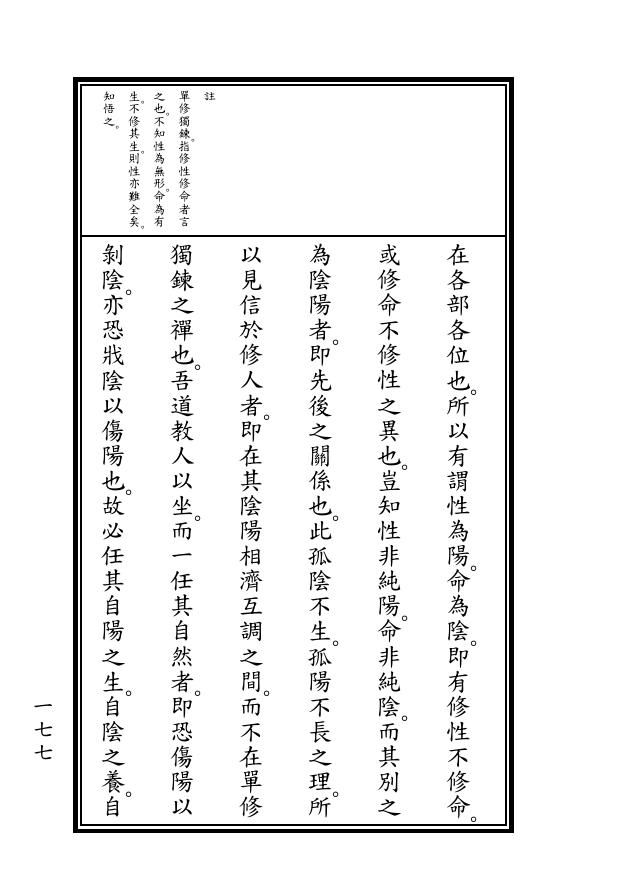 註
單修獨鍊。指修性修命者言
之也。不知性為無形。命為有
生。不修其生。則性亦難全矣。
知悟之。
在各部各位也。所以有謂性為陽。命為陰。即有修性不修命。
或修命不修性之異也。豈知性非純陽。命非純陰。而其別之
為陰陽者。即先後之關係也。此孤陰不生。孤陽不長之理。所
以見信於修人者。即在其陰陽相濟互調之間。而不在單修
獨鍊之禪也。吾道教人以坐。而一任其自然者。即恐傷陽以
剝陰。亦恐戕陰以傷陽也。故必任其自陽之生。自陰之養。自
一七七